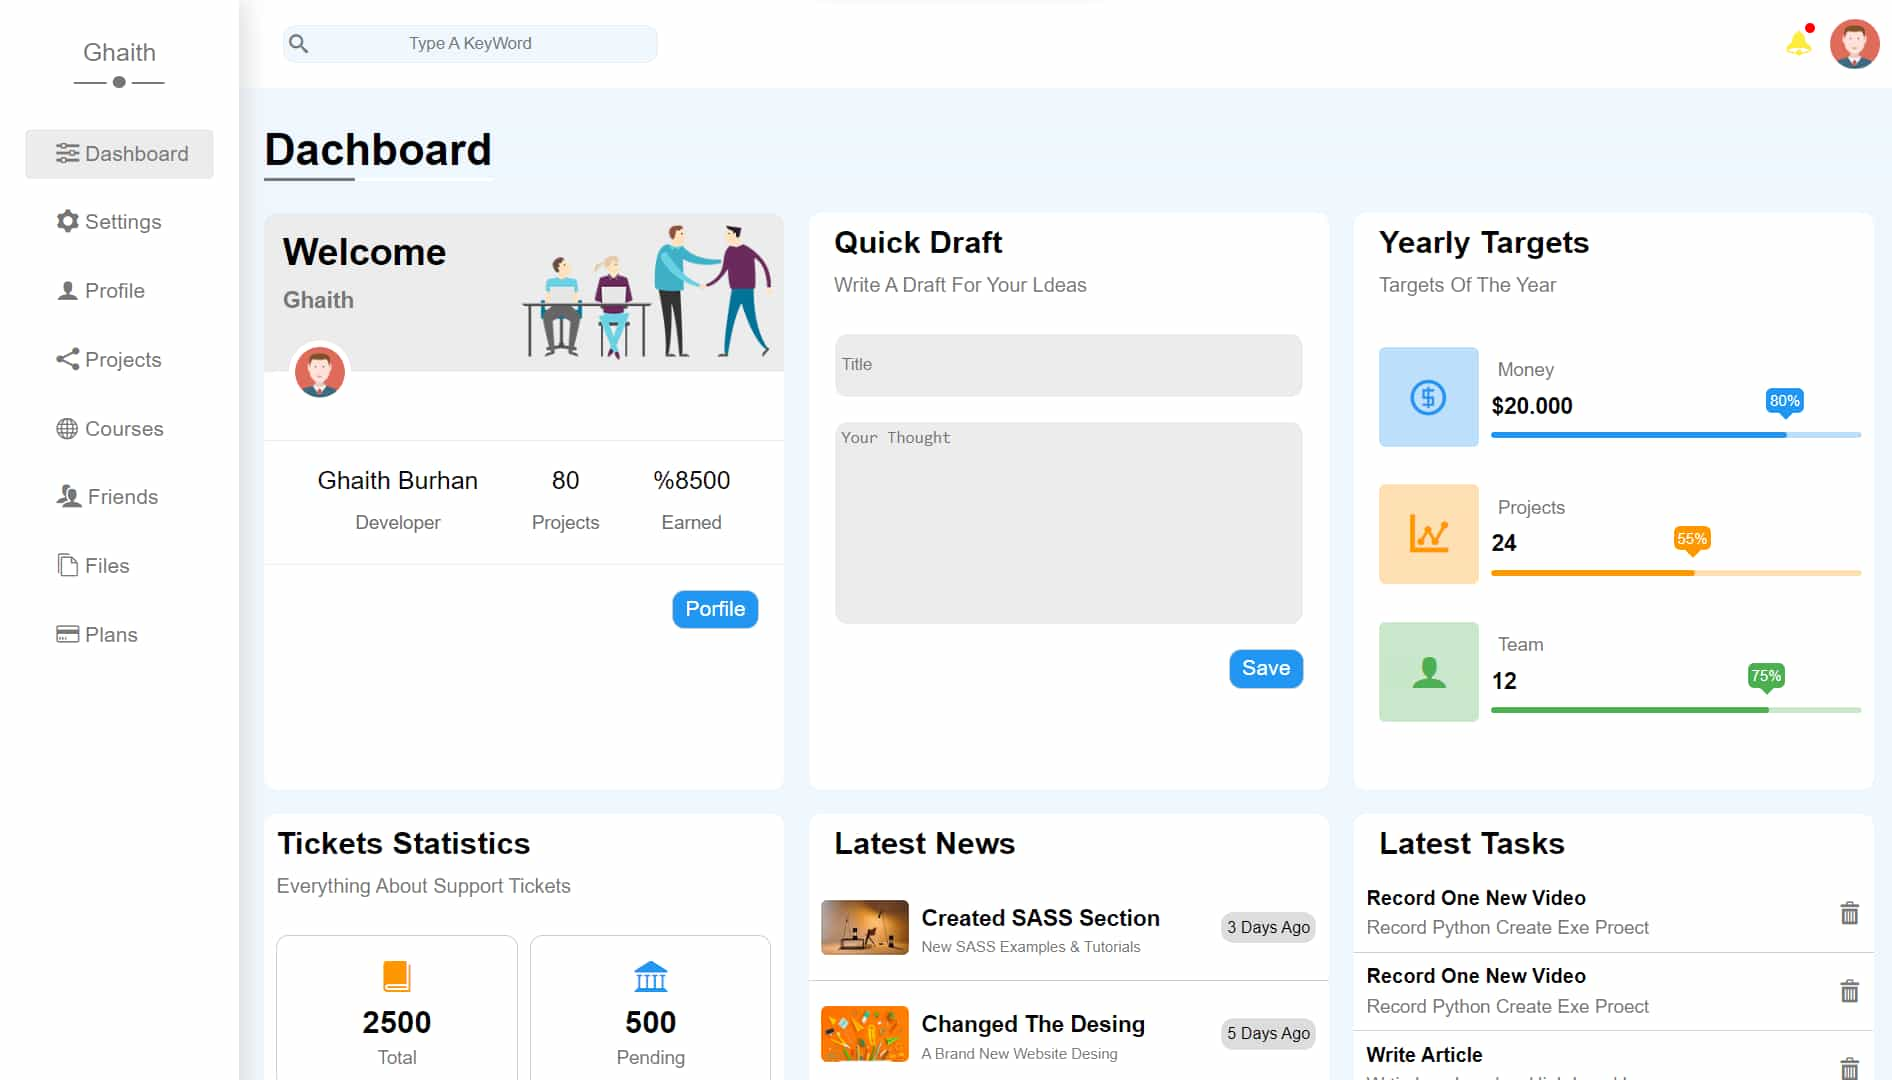 Ghaith
Dashboard
Settings
Profile
Projects
Courses
Friends
Files
Plans
Type A KeyWord
Dachboard
Welcome
Ghaith
Ghaith Burhan
Developer
80
Projects
%8500
Earned
Porfile
Quick Draft
Write A Draft For Your Ldeas
Title
Your Thought
Save
Yearly Targets
Targets Of The Year
Money
$20.000
80%
Projects
24
55%
Team
12
75%
Tickets Statistics
Everything About Support Tickets
2500
Total
500
Pending
Latest News
Created SASS Section
New SASS Examples & Tutorials
3 Days Ago
Changed The Desing
A Brand New Website Desing
5 Days Ago
Latest Tasks
Record One New Video
Record Python Create Exe Proect
Record One New Video
Record Python Create Exe Proect
Write Article